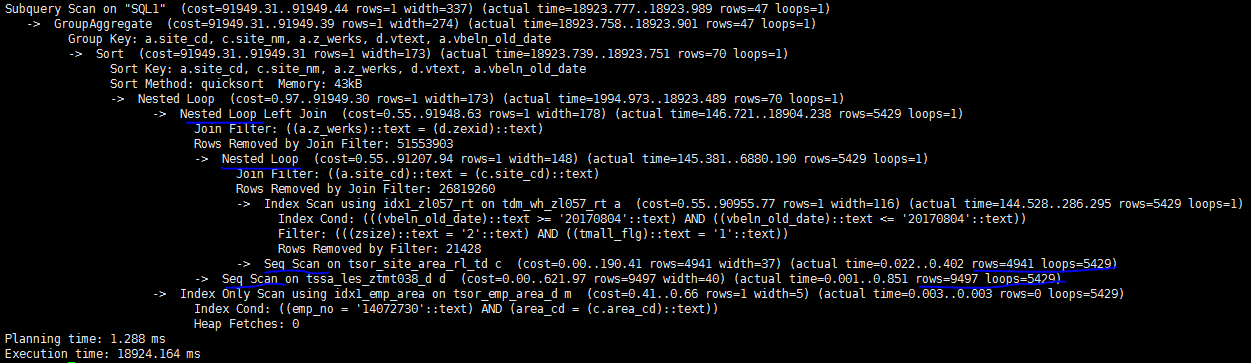 Subquery Scan on "SQL1"  (cost=91949.31..91949.44 rows=1 width=337) (actual time=18923.777..18923.989 rows=47 loops=1)
  ->  GroupAggregate  (cost=91949.31..91949.39 rows=1 width=274) (actual time=18923.758..18923.901 rows=47 loops=1)
        Group Key: a.site_cd, c.site_nm, a.z_werks, d.vtext, a.vbeln_old_date
        ->  Sort  (cost=91949.31..91949.31 rows=1 width=173) (actual time=18923.739..18923.751 rows=70 loops=1)
              Sort Key: a.site_cd, c.site_nm, a.z_werks, d.vtext, a.vbeln_old_date
              Sort Method: quicksort  Memory: 43kB
              ->  Nested Loop  (cost=0.97..91949.30 rows=1 width=173) (actual time=1994.973..18923.489 rows=70 loops=1)
                    ->  Nested Loop Left Join  (cost=0.55..91948.63 rows=1 width=178) (actual time=146.721..18904.238 rows=5429 loops=1)
                          Join Filter: ((a.z_werks)::text = (d.zexid)::text)
                          Rows Removed by Join Filter: 51553903
                          ->  Nested Loop  (cost=0.55..91207.94 rows=1 width=148) (actual time=145.381..6880.190 rows=5429 loops=1)
                                Join Filter: ((a.site_cd)::text = (c.site_cd)::text)
                                Rows Removed by Join Filter: 26819260
                                ->  Index Scan using idx1_zl057_rt on tdm_wh_zl057_rt a  (cost=0.55..90955.77 rows=1 width=116) (actual time=144.528..286.295 rows=5429 loops=1)
                                      Index Cond: (((vbeln_old_date)::text >= '20170804'::text) AND ((vbeln_old_date)::text <= '20170804'::text))
                                      Filter: (((zsize)::text = '2'::text) AND ((tmall_flg)::text = '1'::text))
                                      Rows Removed by Filter: 21428
                                ->  Seq Scan on tsor_site_area_rl_td c  (cost=0.00..190.41 rows=4941 width=37) (actual time=0.022..0.402 rows=4941 loops=5429)
                          ->  Seq Scan on tssa_les_ztmt038_d d  (cost=0.00..621.97 rows=9497 width=40) (actual time=0.001..0.851 rows=9497 loops=5429)
                    ->  Index Only Scan using idx1_emp_area on tsor_emp_area_d m  (cost=0.41..0.66 rows=1 width=5) (actual time=0.003..0.003 rows=0 loops=5429)
                          Index Cond: ((emp_no = '14072730'::text) AND (area_cd = (c.area_cd)::text))
                          Heap Fetches: 0
Planning time: 1.288 ms
Execution time: 18924.164 ms